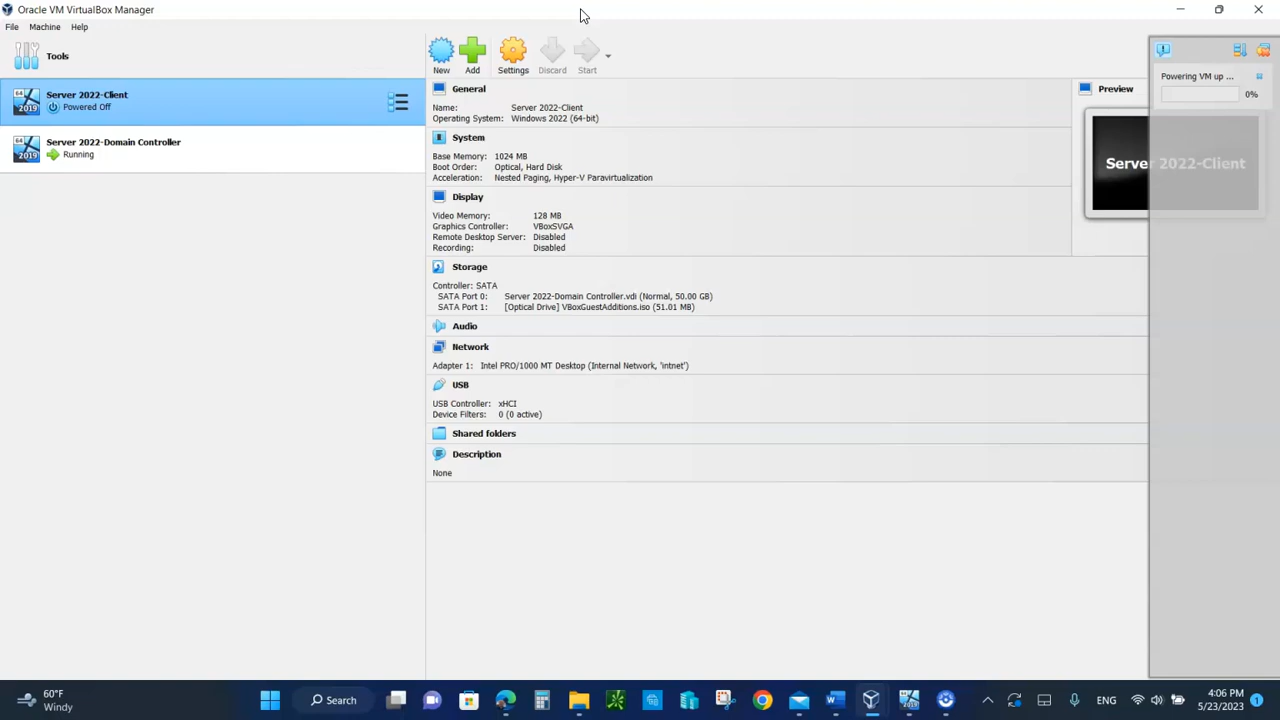 Oracle VM VirtualBox Manager
File Machine Help
Tools
New Add Settings Discard Start
64 2019 Server 2022-Client
Powered Off
64 2019 Server 2022-Domain Controller
Running
General
Name: Server 2022-Client
Operating System: Windows 2022 (64-bit)
System
Base Memory: 1024 MB
Boot Order: Optical, Hard Disk
Acceleration: Nested Paging, Hyper-V Paravirtualization
Display
Video Memory: 128 MB
Graphics Controller: VBoxSVGA
Remote Desktop Server: Disabled
Recording: Disabled
Storage
Controller: SATA
SATA Port 0: Server 2022-Domain Controller.vdi (Normal, 50.00 GB)
SATA Port 1: [Optical Drive] VBoxGuestAdditions.iso (51.01 MB)
Audio
Network
Adapter 1: Intel PRO/1000 MT Desktop (Internal Network, 'intnet')
USB
USB Controller: xHCI
Device Filters: 0 (0 active)
Shared folders
Description
None
Preview
Server 2022-Client
Powering VM up ...
0%
60°F
Windy
Search
2019
ENG
4:06 PM
5/23/2023
1